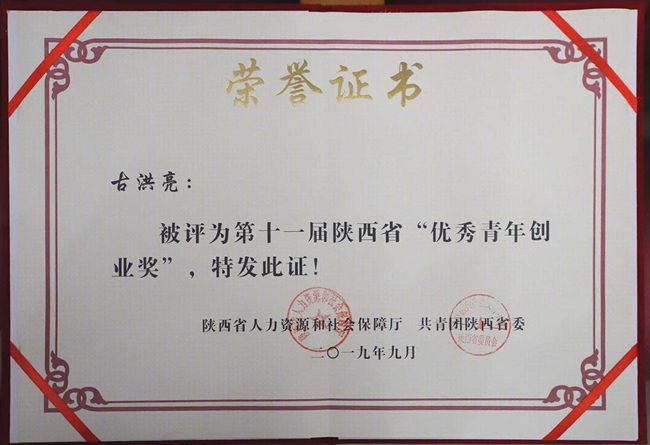 荣誉证书
古洪亮：
被评为第十一届陕西省“优秀青年创
业奖”，特发此证！
陕西省人力资源和社会保障厅 共青团陕西省委
二〇一九年九月